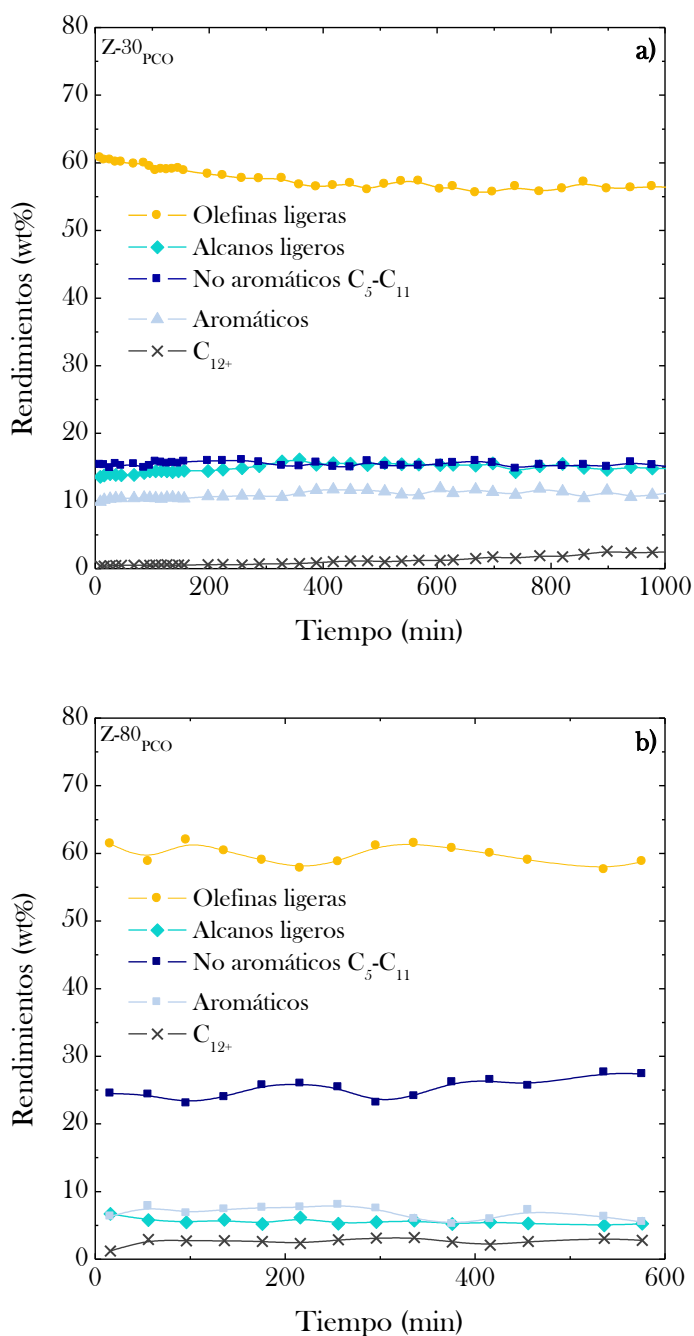 Z-30PCO
a)
80
70
60
50
40
30
20
10
0
Rendimientos (wt%)
Olefinas ligeras
Alcanos ligeros
No aromáticos C5-C11
Aromáticos
C12+
0 200 400 600 800 1000
Tiempo (min)
Z-80PCO
b)
80
70
60
50
40
30
20
10
0
Rendimientos (wt%)
Olefinas ligeras
Alcanos ligeros
No aromáticos C5-C11
Aromáticos
C12+
0 200 400 600
Tiempo (min)